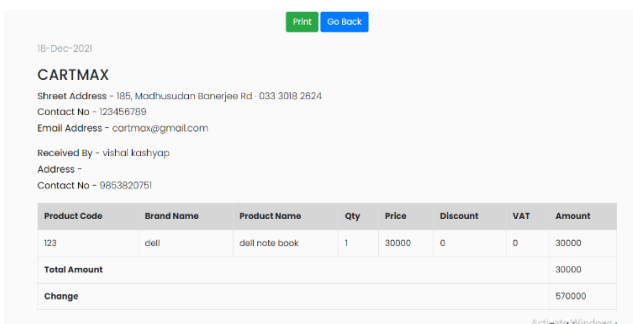 Print Go Back
18-Dec-2021
CARTMAX
Shreet Address - 185, Madhusudan Banerjee Rd · 033 3018 2624
Contact No - 123456789
Email Address - cartmax@gmail.com
Received By - vishal kashyap
Address -
Contact No - 9853820751
Product Code Brand Name Product Name Qty Price Discount VAT Amount
123 dell dell note book 1 30000 0 0 30000
Total Amount 30000
Change 570000
Activate Windows